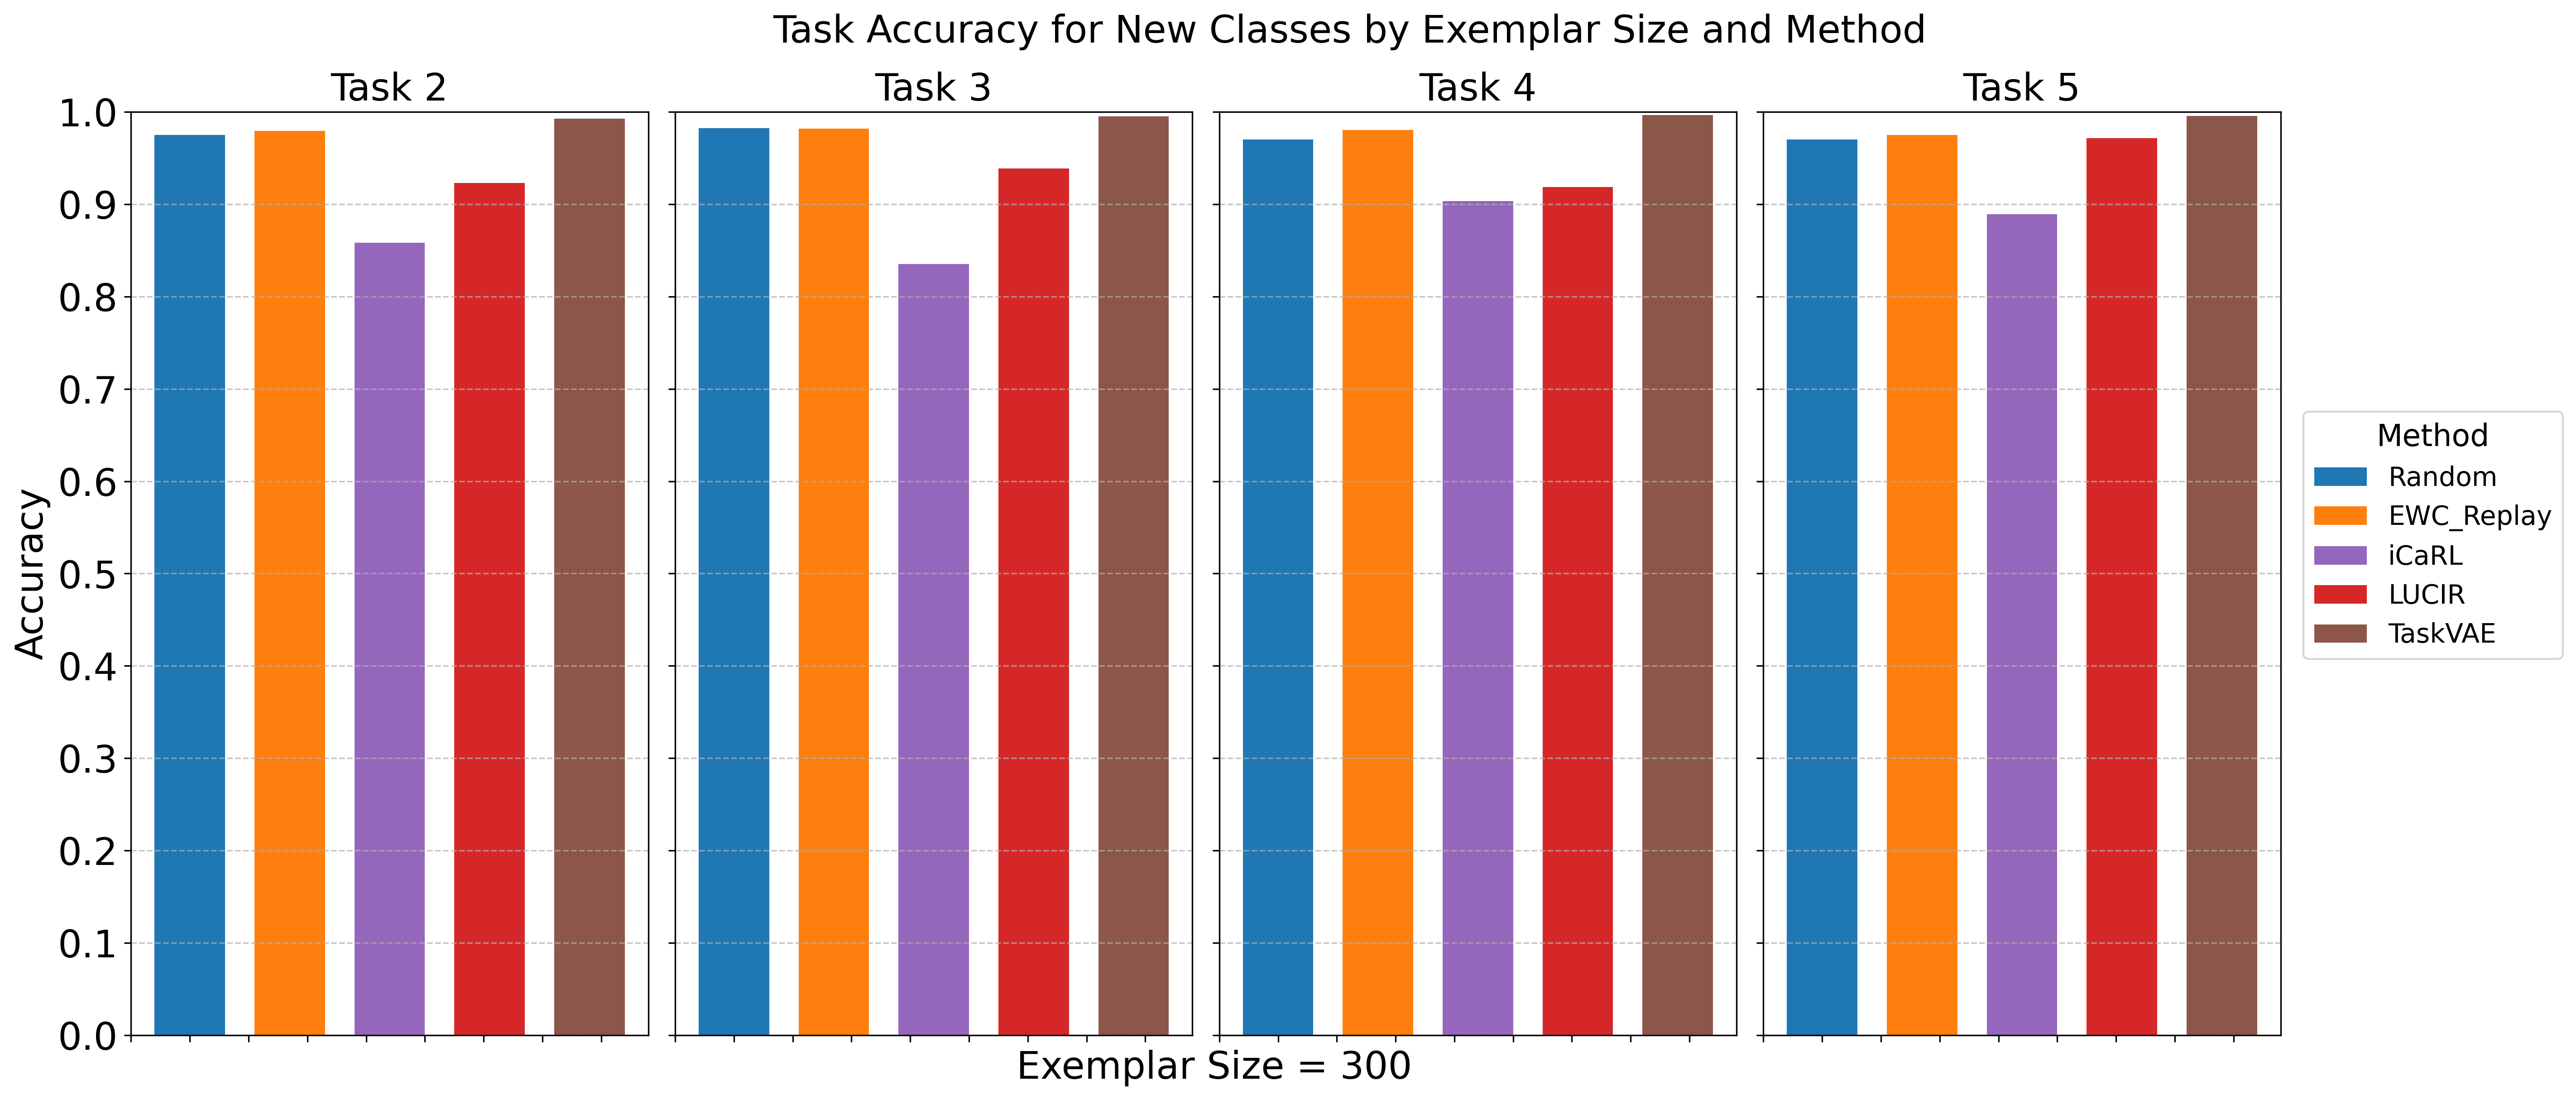 Task Accuracy for New Classes by Exemplar Size and Method
Task 2
Task 3
Task 4
Task 5
1.0
0.9
0.8
0.7
0.6
0.5
0.4
0.3
0.2
0.1
0.0
Accuracy
Exemplar Size = 300
Method
Random
EWC_Replay
iCaRL
LUCIR
TaskVAE